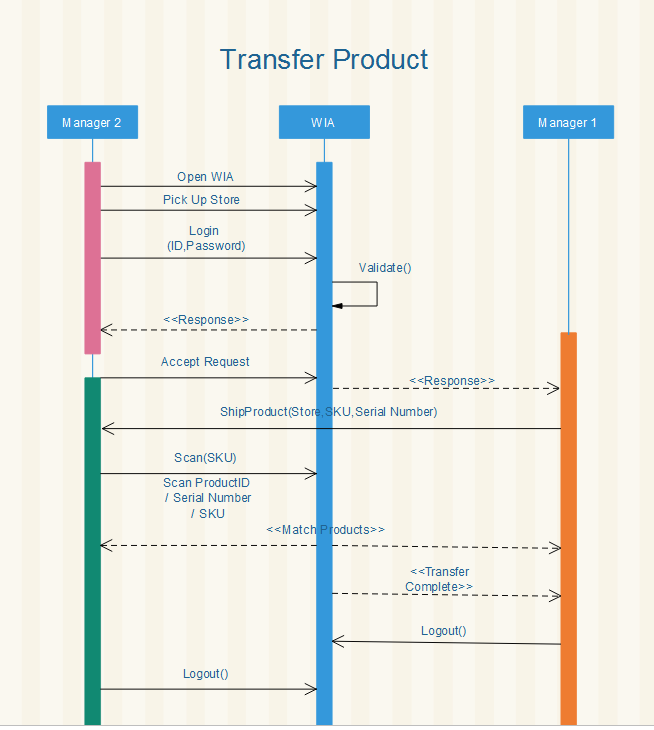 Transfer Product
Manager 2
WIA
Manager 1
Open WIA
Pick Up Store
Login
(ID,Password)
Validate()
<<Response>>
Accept Request
<<Response>>
ShipProduct(Store,SKU,Serial Number)
Scan(SKU)
Scan ProductID
/ Serial Number
/ SKU
<<Match Products>>
<<Transfer
Complete>>
Logout()
Logout()